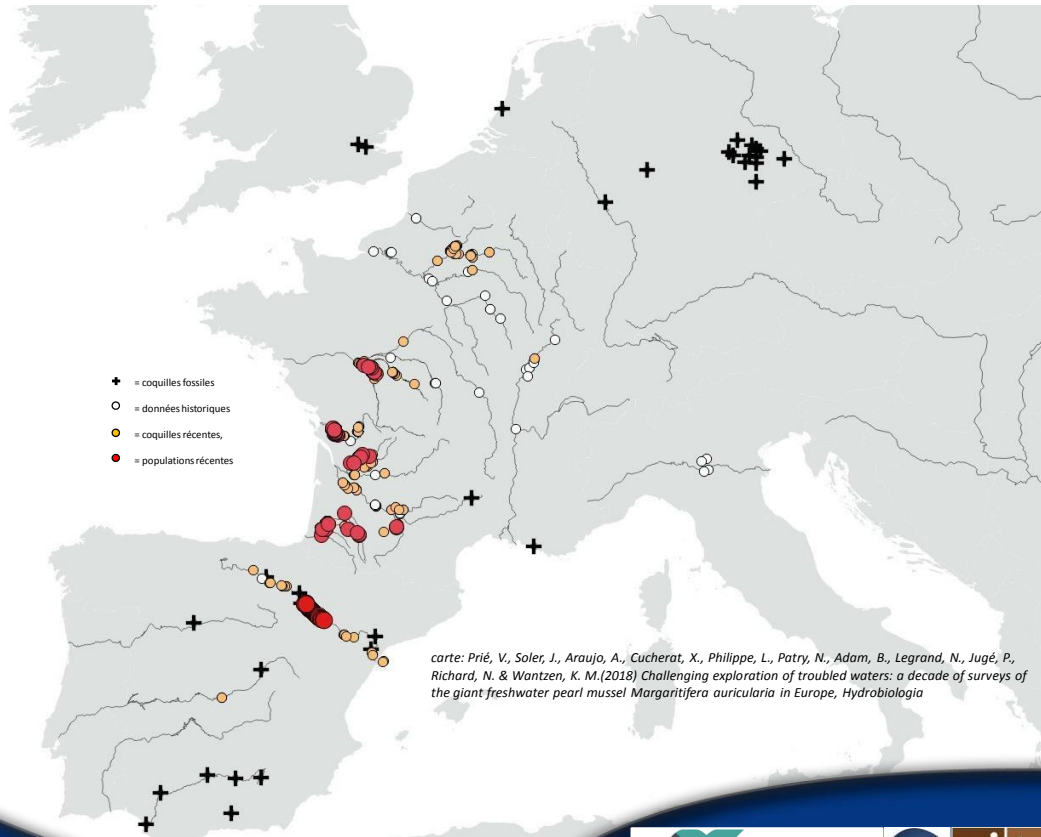 = coquilles fossiles
= données historiques
= coquilles récentes,
= populations récentes
carte: Prié, V., Soler, J., Araujo, A., Cucherat, X., Philippe, L., Patry, N., Adam, B., Legrand, N., Jugé, P.,
Richard, N. & Wantzen, K. M.(2018) Challenging exploration of troubled waters: a decade of surveys of
the giant freshwater pearl mussel Margaritifera auricularia in Europe, Hydrobiologia